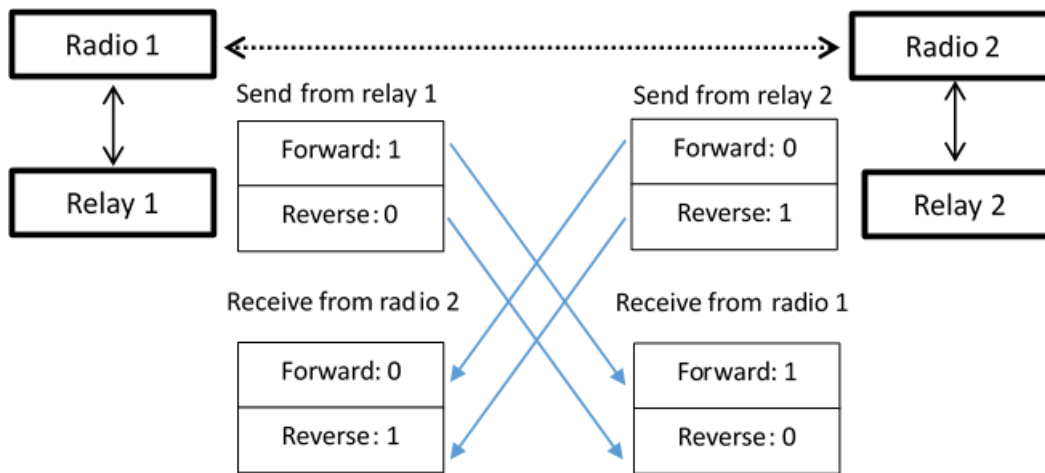 Radio 1
Radio 2
Send from relay 1
Send from relay 2
Forward: 1
Forward: 0
Relay 1
Reverse: 0
Reverse: 1
Relay 2
Receive from radio 2
Receive from radio 1
Forward: 0
Forward: 1
Reverse: 1
Reverse: 0